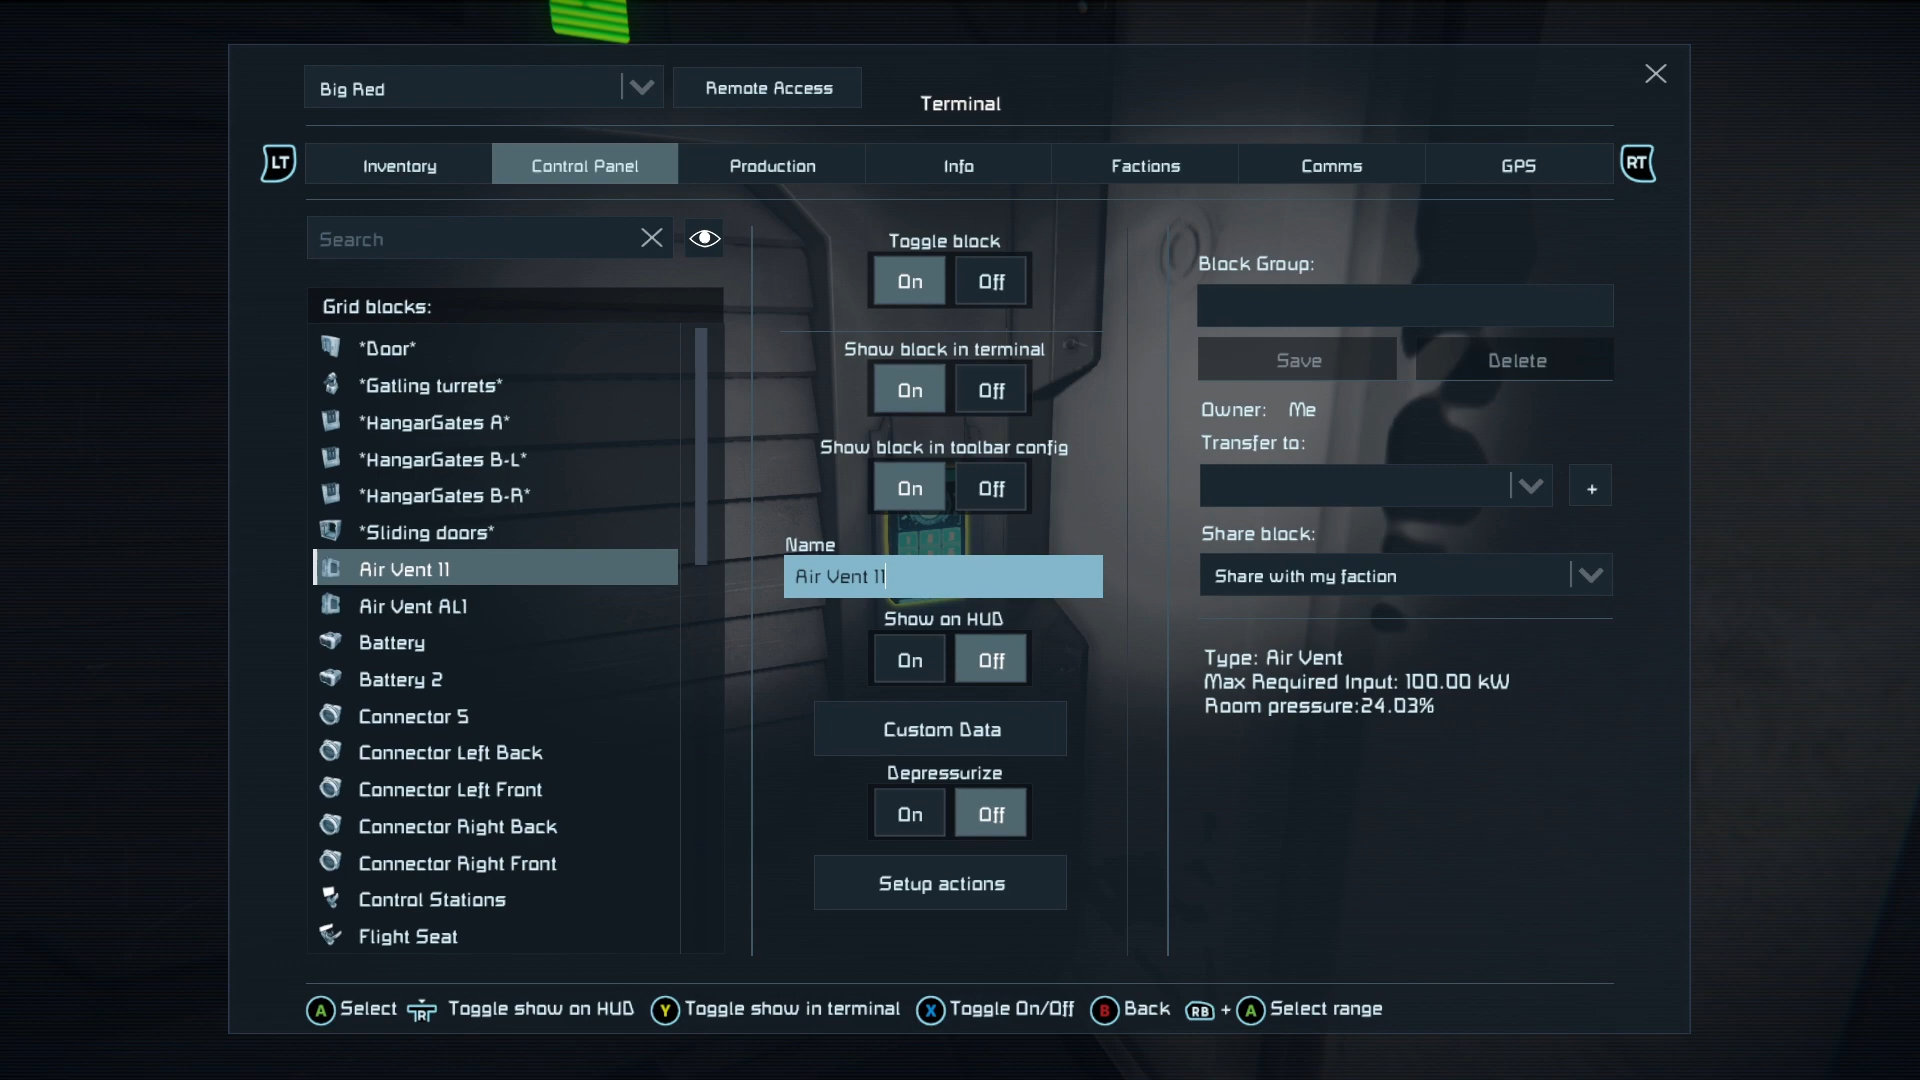 Big Red
Remote Access
Terminal
LT
Inventory
Control Panel
Production
Info
Factions
Comms
GPS
RT
Search
Grid blocks:
*Door*
*Gatling turrets*
*HangarGates A*
*HangarGates B-L*
*HangarGates B-R*
*Sliding doors*
Air Vent 11
Air Vent AL1
Battery
Battery 2
Connector 5
Connector Left Back
Connector Left Front
Connector Right Back
Connector Right Front
Control Stations
Flight Seat
Toggle block
On Off
Show block in terminal
On Off
Show block in toolbar config
On Off
Name
Air Vent 11
Show on HUD
On Off
Custom Data
Depressurize
On Off
Setup actions
Block Group:
Save Delete
Owner: Me
Transfer to:
+
Share block:
Share with my faction
Type: Air Vent
Max Required Input: 100.00 kW
Room pressure:24.03%
A Select R Toggle show on HUD Y Toggle show in terminal X Toggle On/Off B Back RB + A Select range